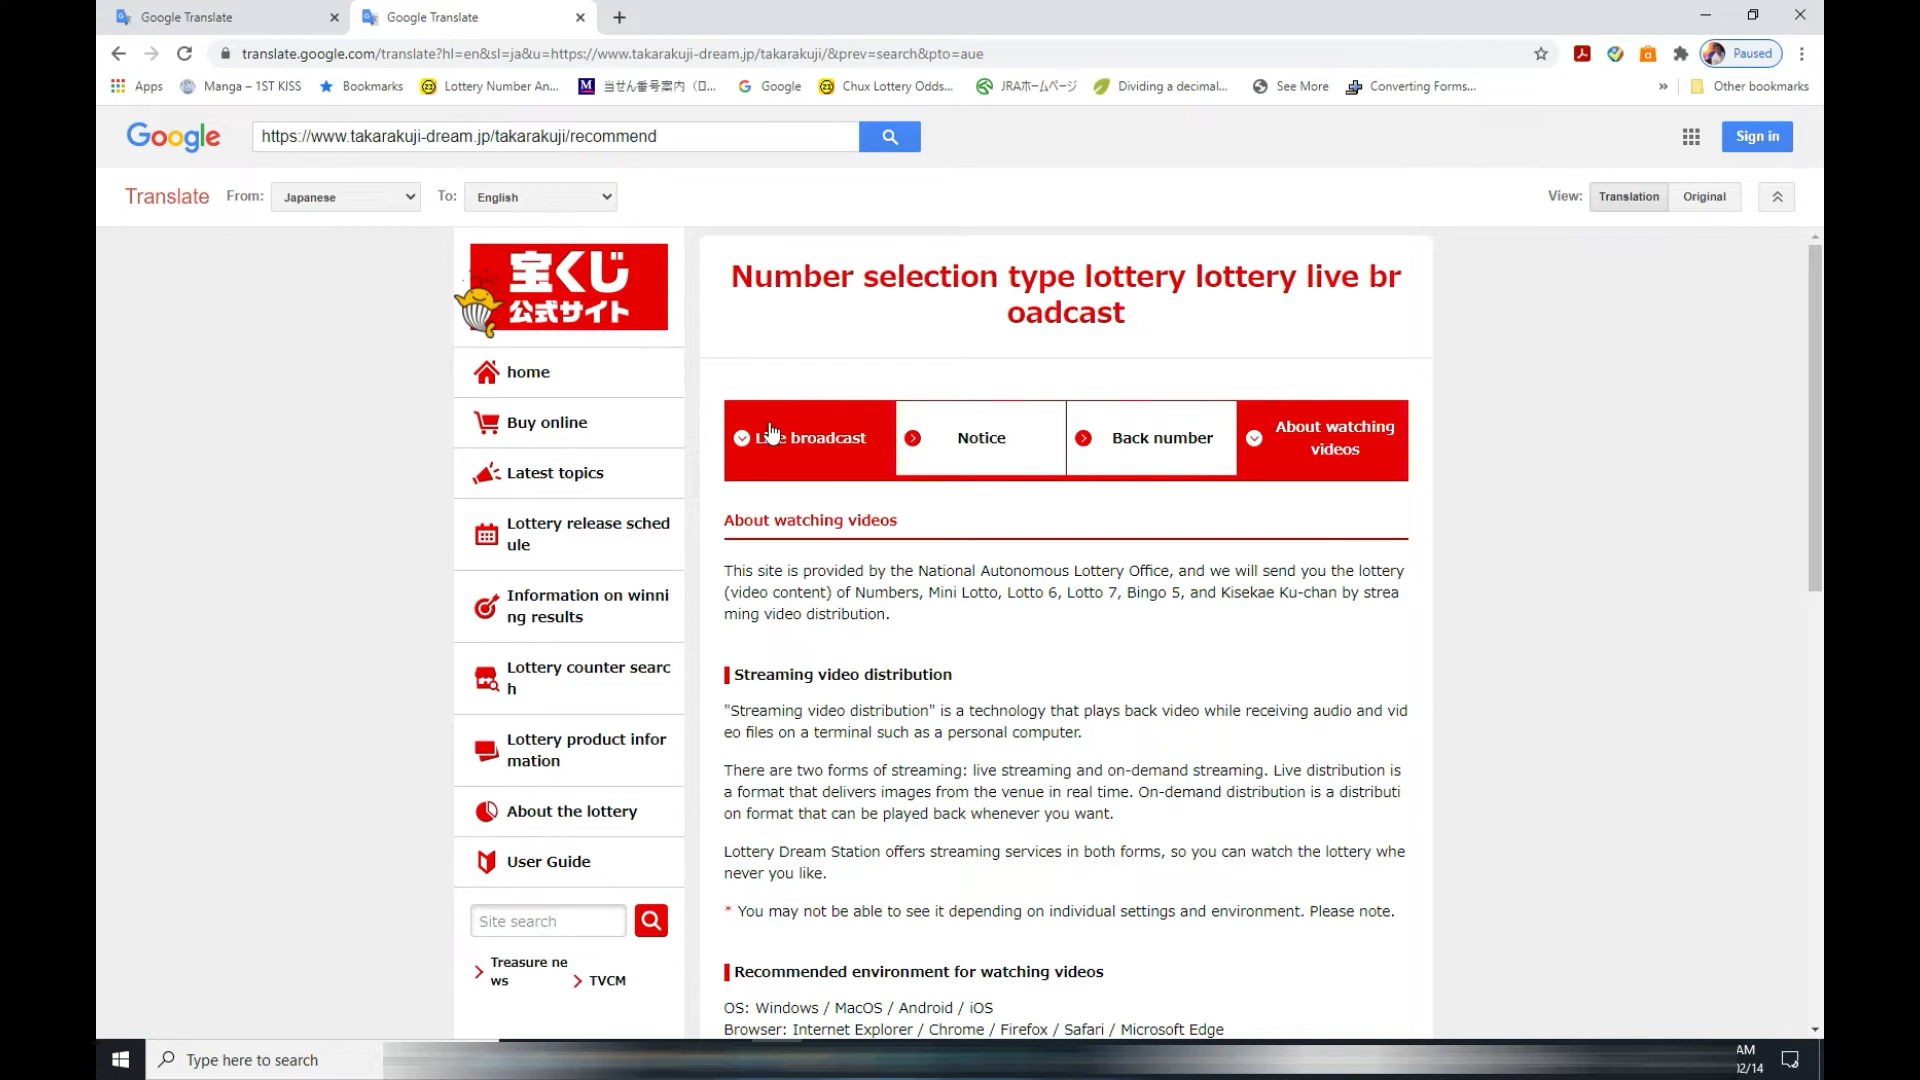 Google Translate
Google Translate
translate.google.com/translate?hl=en&sl=ja&u=https://www.takarakuji-dream.jp/takarakuji/&prev=search&pto=aue
Paused
Apps
Manga – 1ST KISS
Bookmarks
Lottery Number An...
当せん番号案内（ロ...
Google
Chux Lottery Odds...
JRAホームページ
Dividing a decimal...
See More
Converting Forms...
»
Other bookmarks
Google
https://www.takarakuji-dream.jp/takarakuji/recommend
Sign in
Translate
From:
Japanese
To:
English
View:
Translation
Original
宝くじ
公式サイト
home
Buy online
Latest topics
Lottery release sched
ule
Information on winni
ng results
Lottery counter searc
h
Lottery product infor
mation
About the lottery
User Guide
Site search
Treasure ne
ws
TVCM
Number selection type lottery lottery live br
oadcast
Live broadcast
Notice
Back number
About watching
videos
About watching videos
This site is provided by the National Autonomous Lottery Office, and we will send you the lottery
(video content) of Numbers, Mini Lotto, Lotto 6, Lotto 7, Bingo 5, and Kisekae Ku-chan by strea
ming video distribution.
Streaming video distribution
"Streaming video distribution" is a technology that plays back video while receiving audio and vid
eo files on a terminal such as a personal computer.
There are two forms of streaming: live streaming and on-demand streaming. Live distribution is
a format that delivers images from the venue in real time. On-demand distribution is a distributi
on format that can be played back whenever you want.
Lottery Dream Station offers streaming services in both forms, so you can watch the lottery whe
never you like.
* You may not be able to see it depending on individual settings and environment. Please note.
Recommended environment for watching videos
OS: Windows / MacOS / Android / iOS
Browser: Internet Explorer / Chrome / Firefox / Safari / Microsoft Edge
Type here to search
AM
02/14